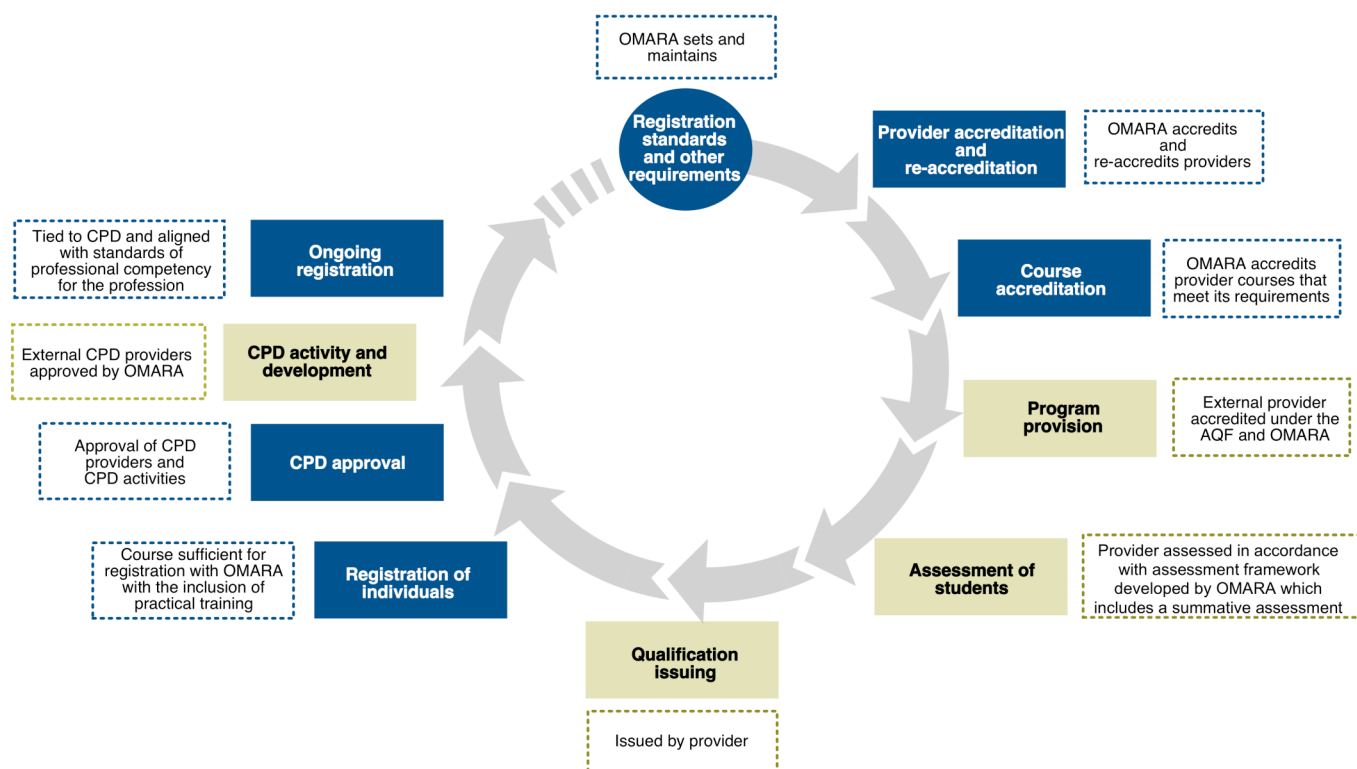 OMARA sets and
maintains
Registration
standards
and other
requirements
Provider accreditation
and
re-accreditation
OMARA accredits
and
re-accredits providers
Course
accreditation
OMARA accredits
provider courses that
meet its requirements
Program
provision
External provider
accredited under the
AQF and OMARA
Assessment of
students
Provider assessed in accordance
with assessment framework
developed by OMARA which
includes a summative assessment
Qualification
issuing
Issued by provider
Registration of
individuals
Course sufficient for
registration with OMARA
with the inclusion of
practical training
CPD approval
Approval of CPD
providers and
CPD activities
CPD activity and
development
External CPD providers
approved by OMARA
Ongoing
registration
Tied to CPD and aligned
with standards of
professional competency
for the profession